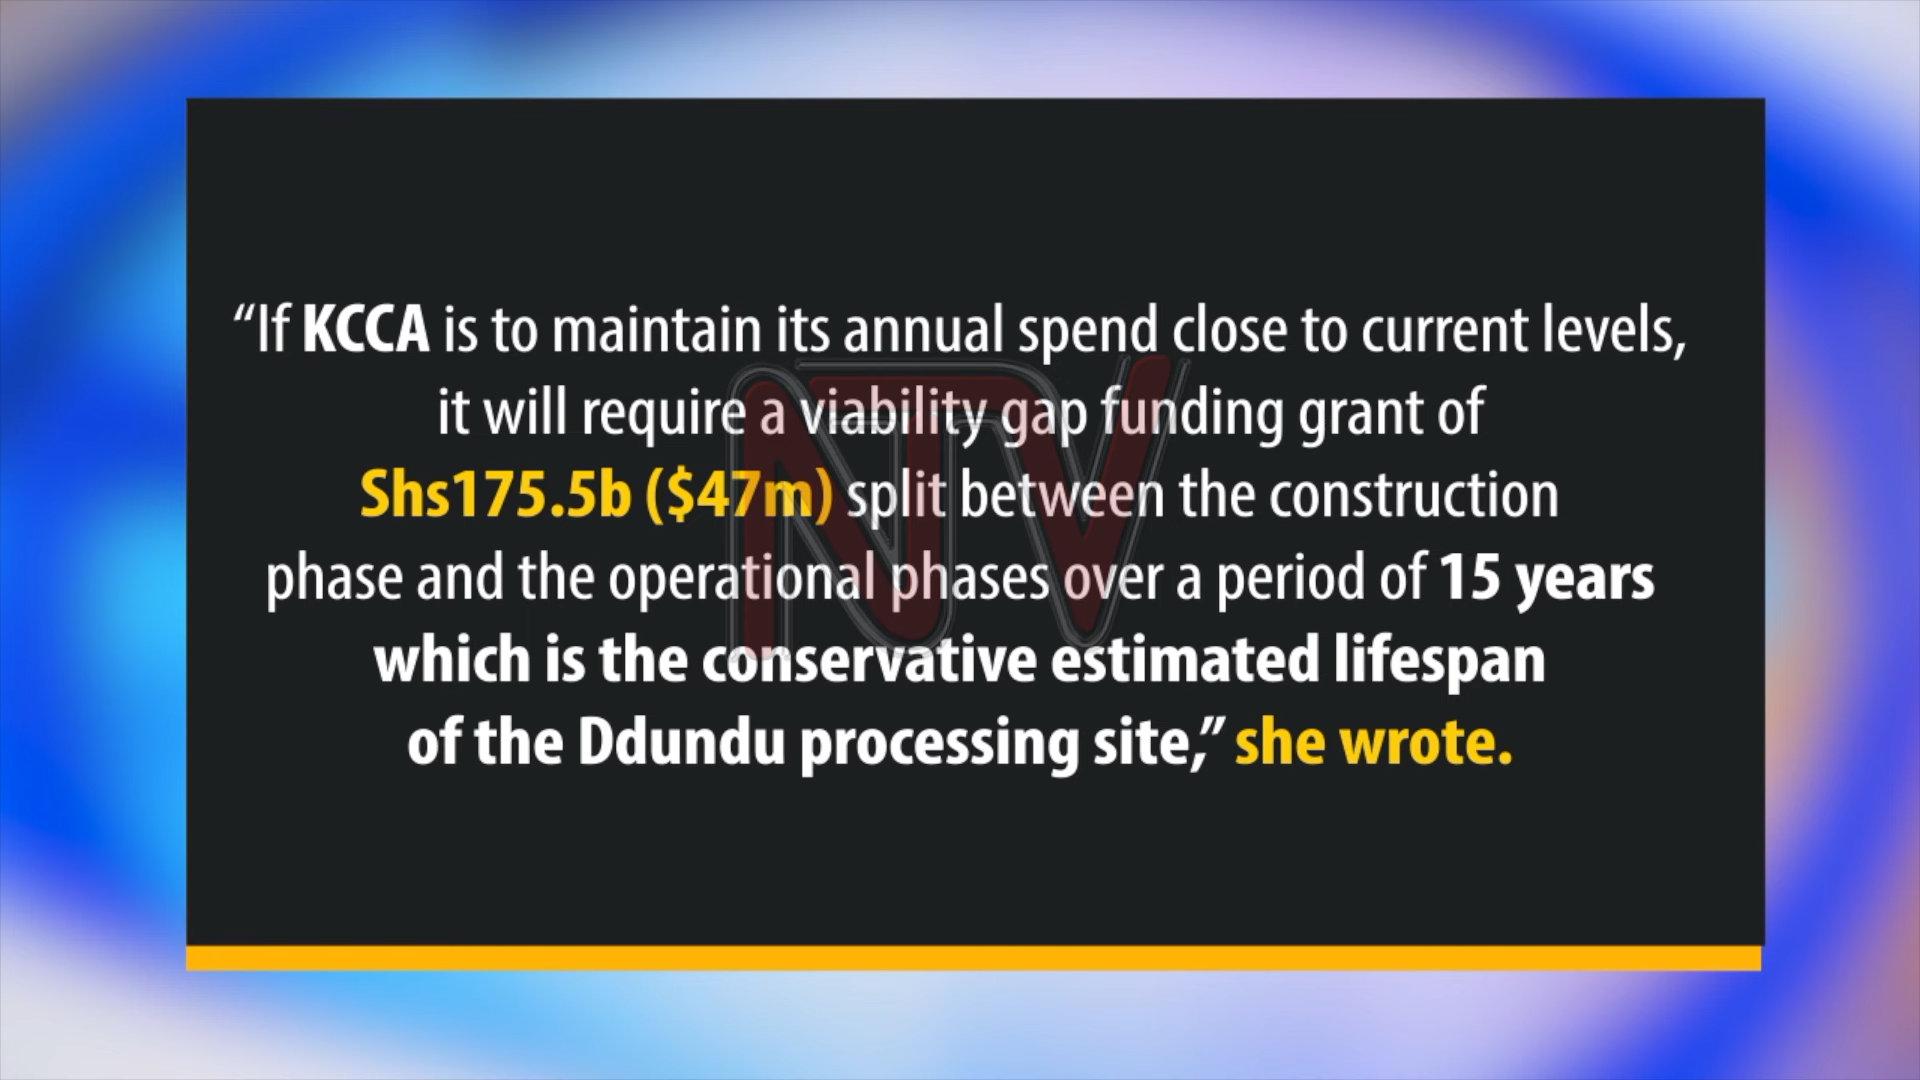 “If KCCA is to maintain its annual spend close to current levels,
it will require a viability gap funding grant of
Shs175.5b ($47m) split between the construction
phase and the operational phases over a period of 15 years
which is the conservative estimated lifespan
of the Ddundu processing site,” she wrote.
NTV